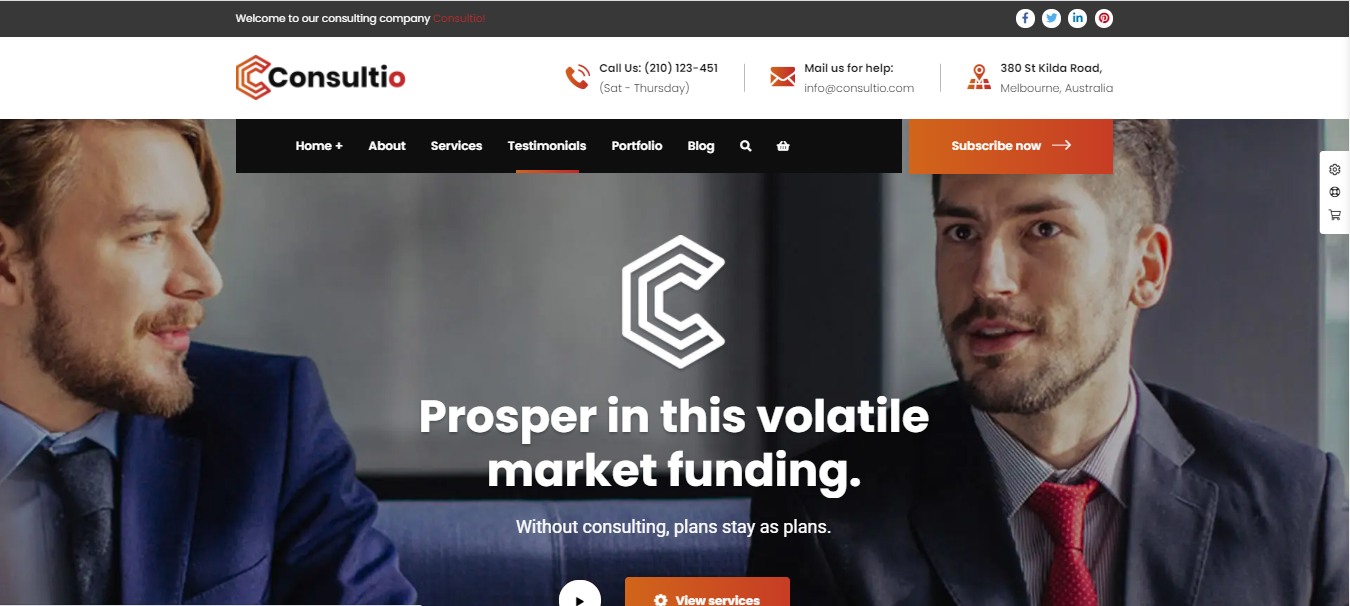 Welcome to our consulting company Consultio!
Consultio
Call Us: (210) 123-451
(Sat - Thursday)
Mail us for help:
info@consultio.com
380 St Kilda Road,
Melbourne, Australia
Home + About Services Testimonials Portfolio Blog
Subscribe now
Prosper in this volatile
market funding.
Without consulting, plans stay as plans.
View services